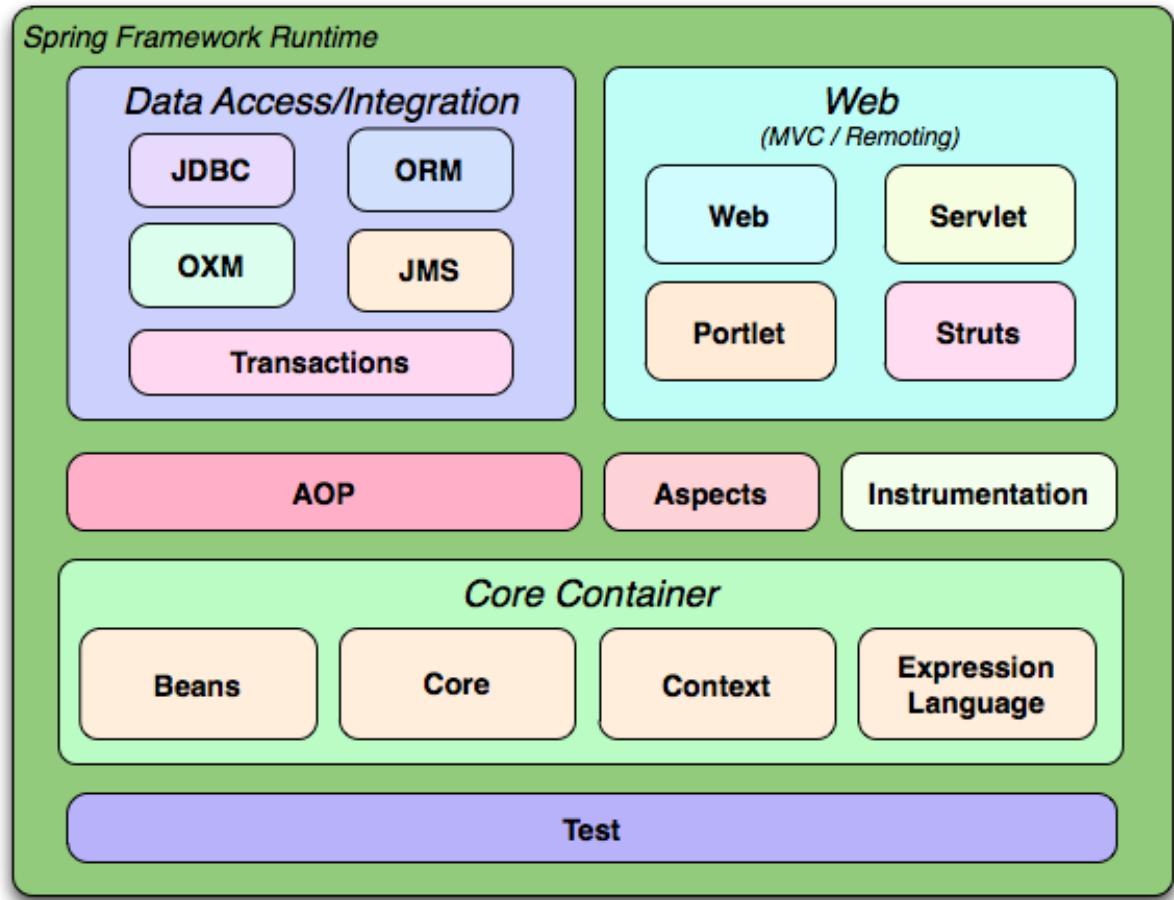 Spring Framework Runtime
Data Access/Integration
JDBC
ORM
OXM
JMS
Transactions
Web
(MVC / Remoting)
Web
Servlet
Portlet
Struts
AOP
Aspects
Instrumentation
Core Container
Beans
Core
Context
Expression
Language
Test